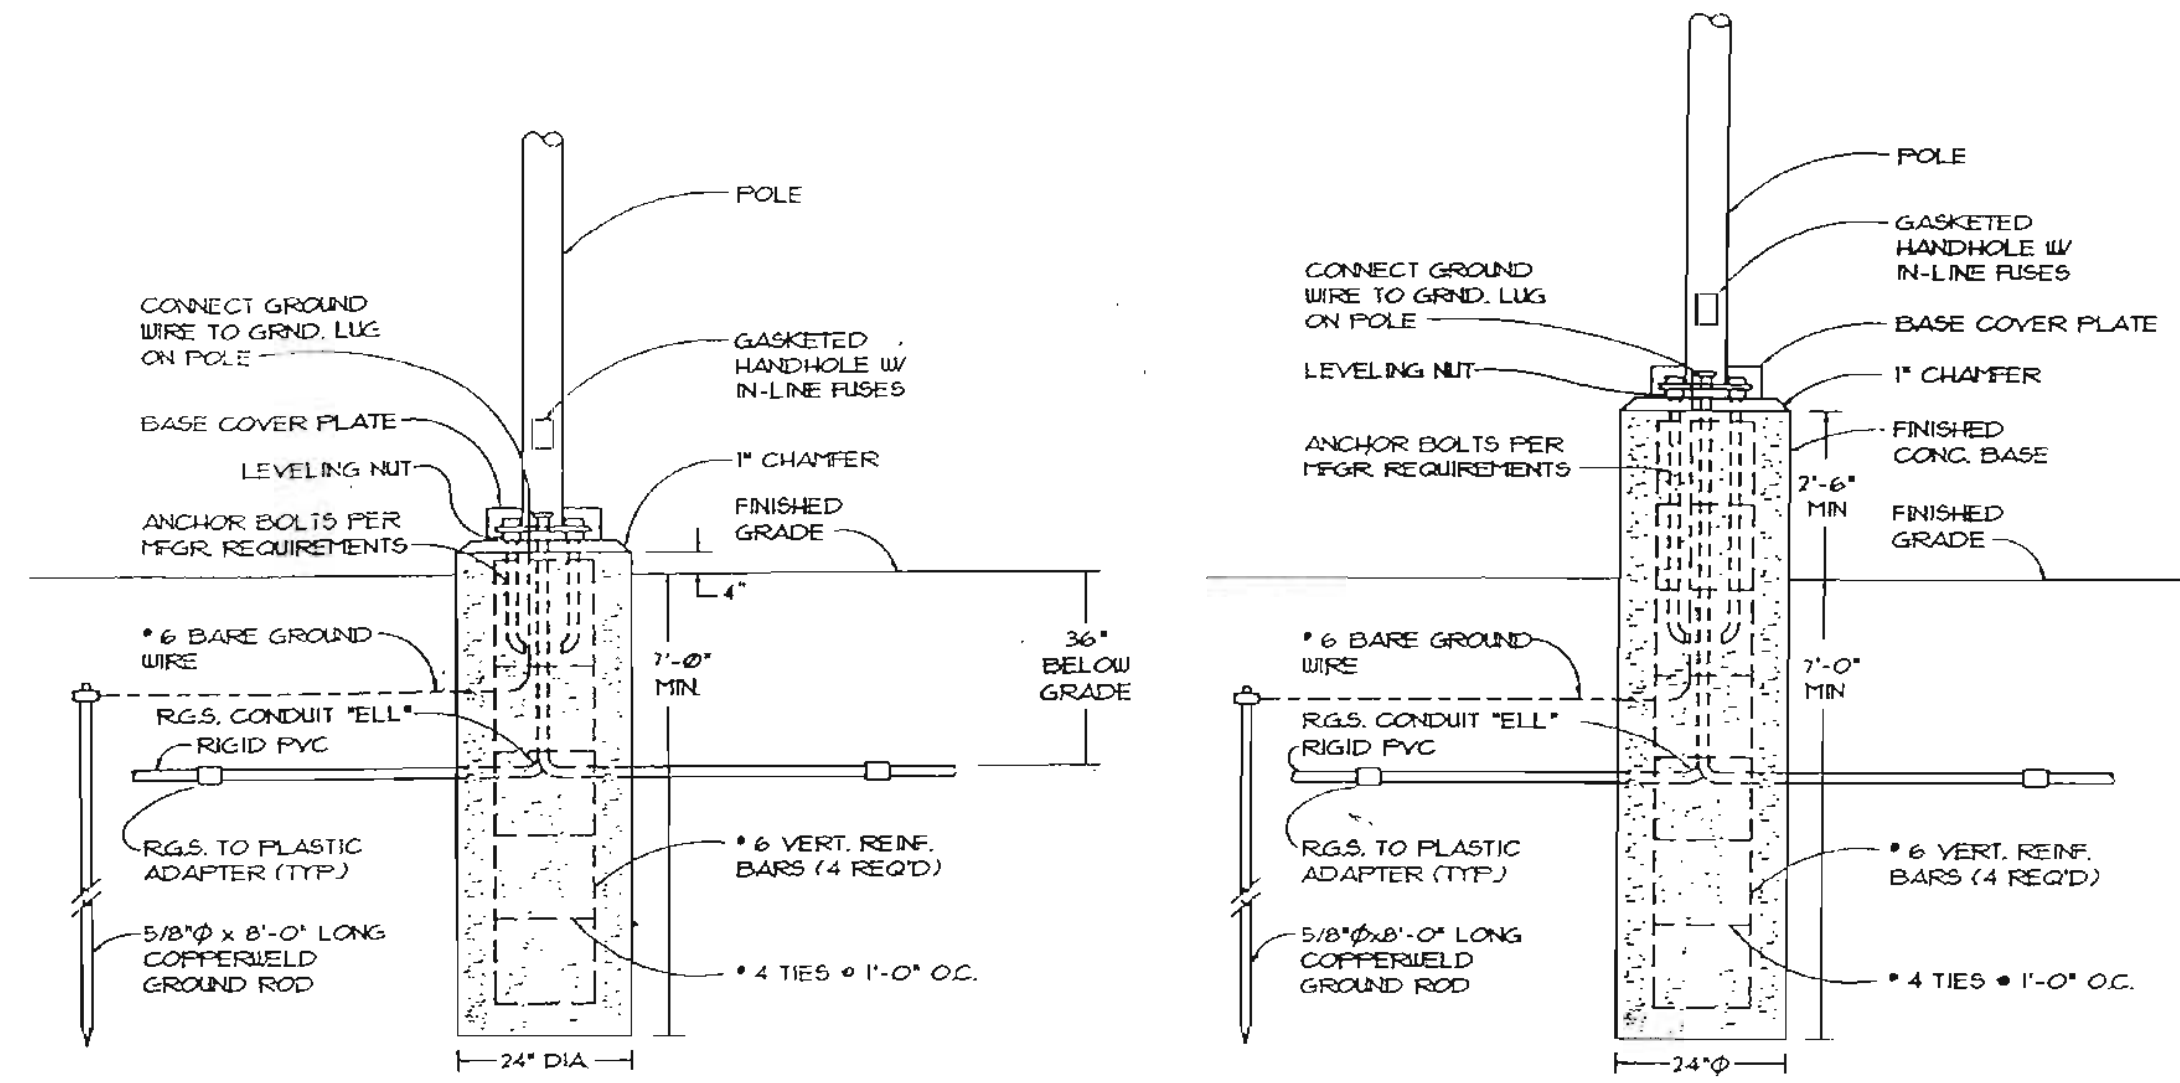 POLE
CONNECT GROUND
WIRE TO GRND. LUG
ON POLE
GASKETED
HANDHOLE W/
IN-LINE FUSES
BASE COVER PLATE
LEVELING NUT
1" CHAMFER
ANCHOR BOLTS PER
MFGR. REQUIREMENTS
FINISHED
GRADE
4"
#6 BARE GROUND
WIRE
7'-0"
MIN.
36"
BELOW
GRADE
R.G.S. CONDUIT "ELL"
RIGID PVC
R.G.S. TO PLASTIC
ADAPTER (TYP.)
#6 VERT. REINF.
BARS (4 REQ'D)
5/8"Ø x 8'-0" LONG
COPPERWELD
GROUND ROD
#4 TIES @ 1'-0" O.C.
24" DIA
POLE
GASKETED
HANDHOLE W/
IN-LINE FUSES
CONNECT GROUND
WIRE TO GRND. LUG
ON POLE
BASE COVER PLATE
LEVELING NUT
1" CHAMFER
ANCHOR BOLTS PER
MFGR. REQUIREMENTS
FINISHED
CONC. BASE
2'-6"
MIN
FINISHED
GRADE
#6 BARE GROUND
WIRE
7'-0"
MIN
R.G.S. CONDUIT "ELL"
RIGID PVC
R.G.S. TO PLASTIC
ADAPTER (TYP.)
#6 VERT. REINF.
BARS (4 REQ'D)
5/8"Øx8'-0" LONG
COPPERWELD
GROUND ROD
#4 TIES @ 1'-0" O.C.
24"Ø